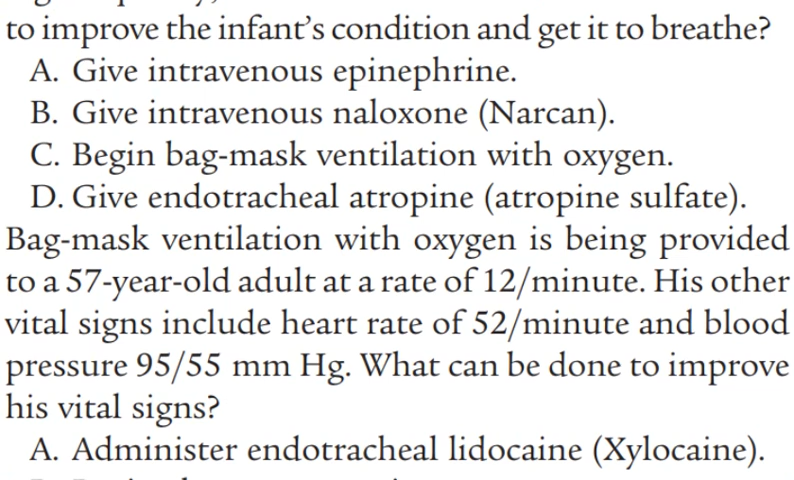 to improve the infant's condition and get it to breathe?
A. Give intravenous epinephrine.
B. Give intravenous naloxone (Narcan).
C. Begin bag-mask ventilation with oxygen.
D. Give endotracheal atropine (atropine sulfate).
Bag-mask ventilation with oxygen is being provided
to a 57-year-old adult at a rate of 12/minute. His other
vital signs include heart rate of 52/minute and blood
pressure 95/55 mm Hg. What can be done to improve
his vital signs?
A. Administer endotracheal lidocaine (Xylocaine).